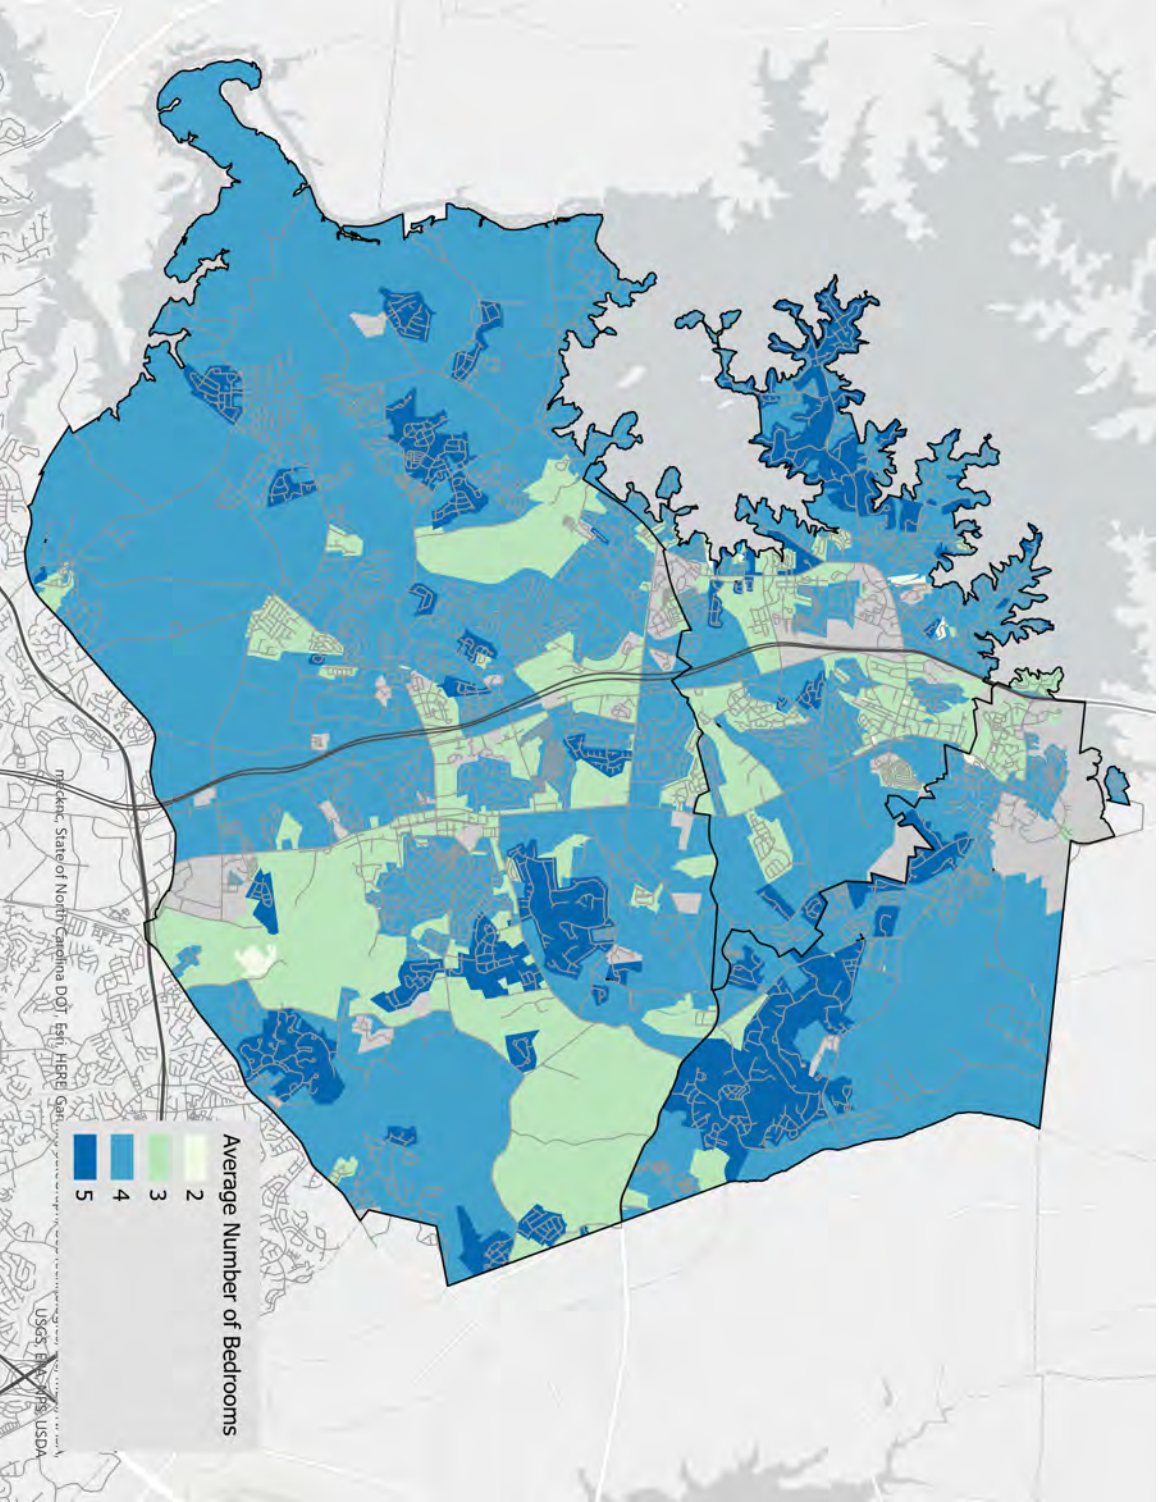 Average Number of Bedrooms
2
3
4
5
mecknc, State of North Carolina DOT, Esri, HERE,
USGS, EPA, NPS, USDA